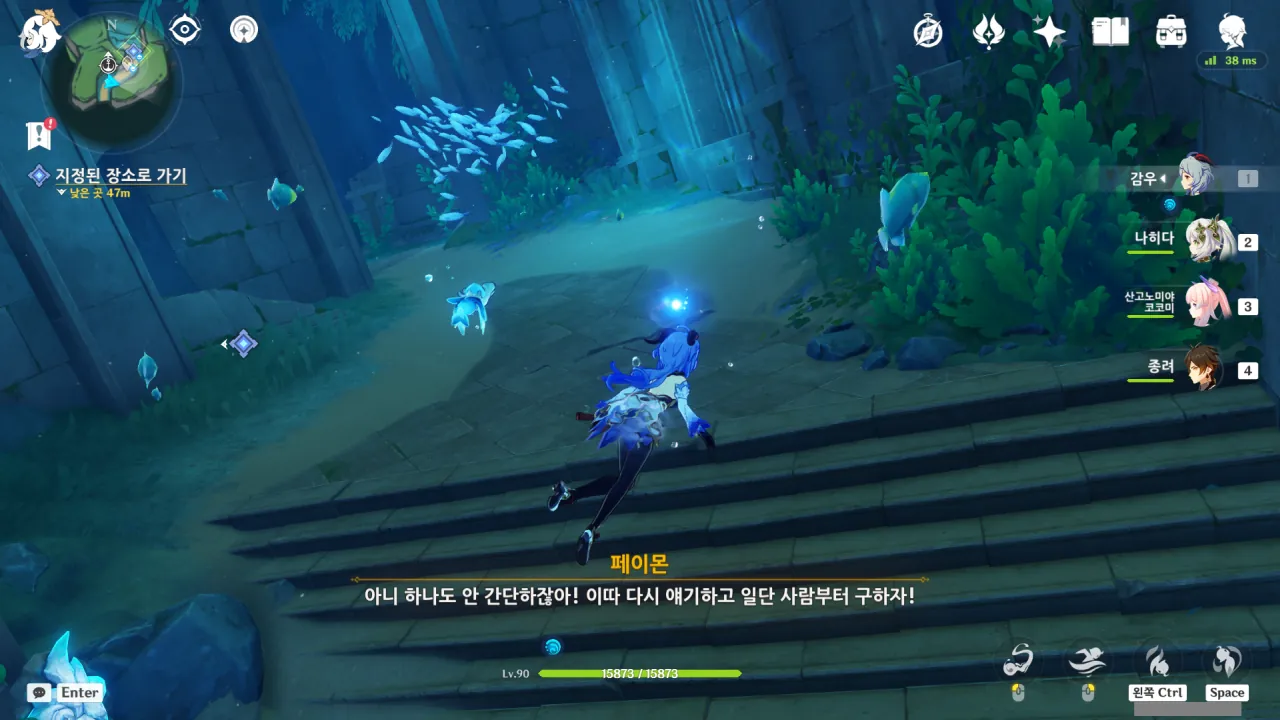 N
38 ms
지정된 장소로 가기
낮은 곳 47m
감우
1
나히다
2
산고노미야
코코미
3
종려
4
페이몬
아니 하나도 안 간단하잖아! 이따 다시 얘기하고 일단 사람부터 구하자!
Lv.90
15873 / 15873
Enter
왼쪽 Ctrl
Space